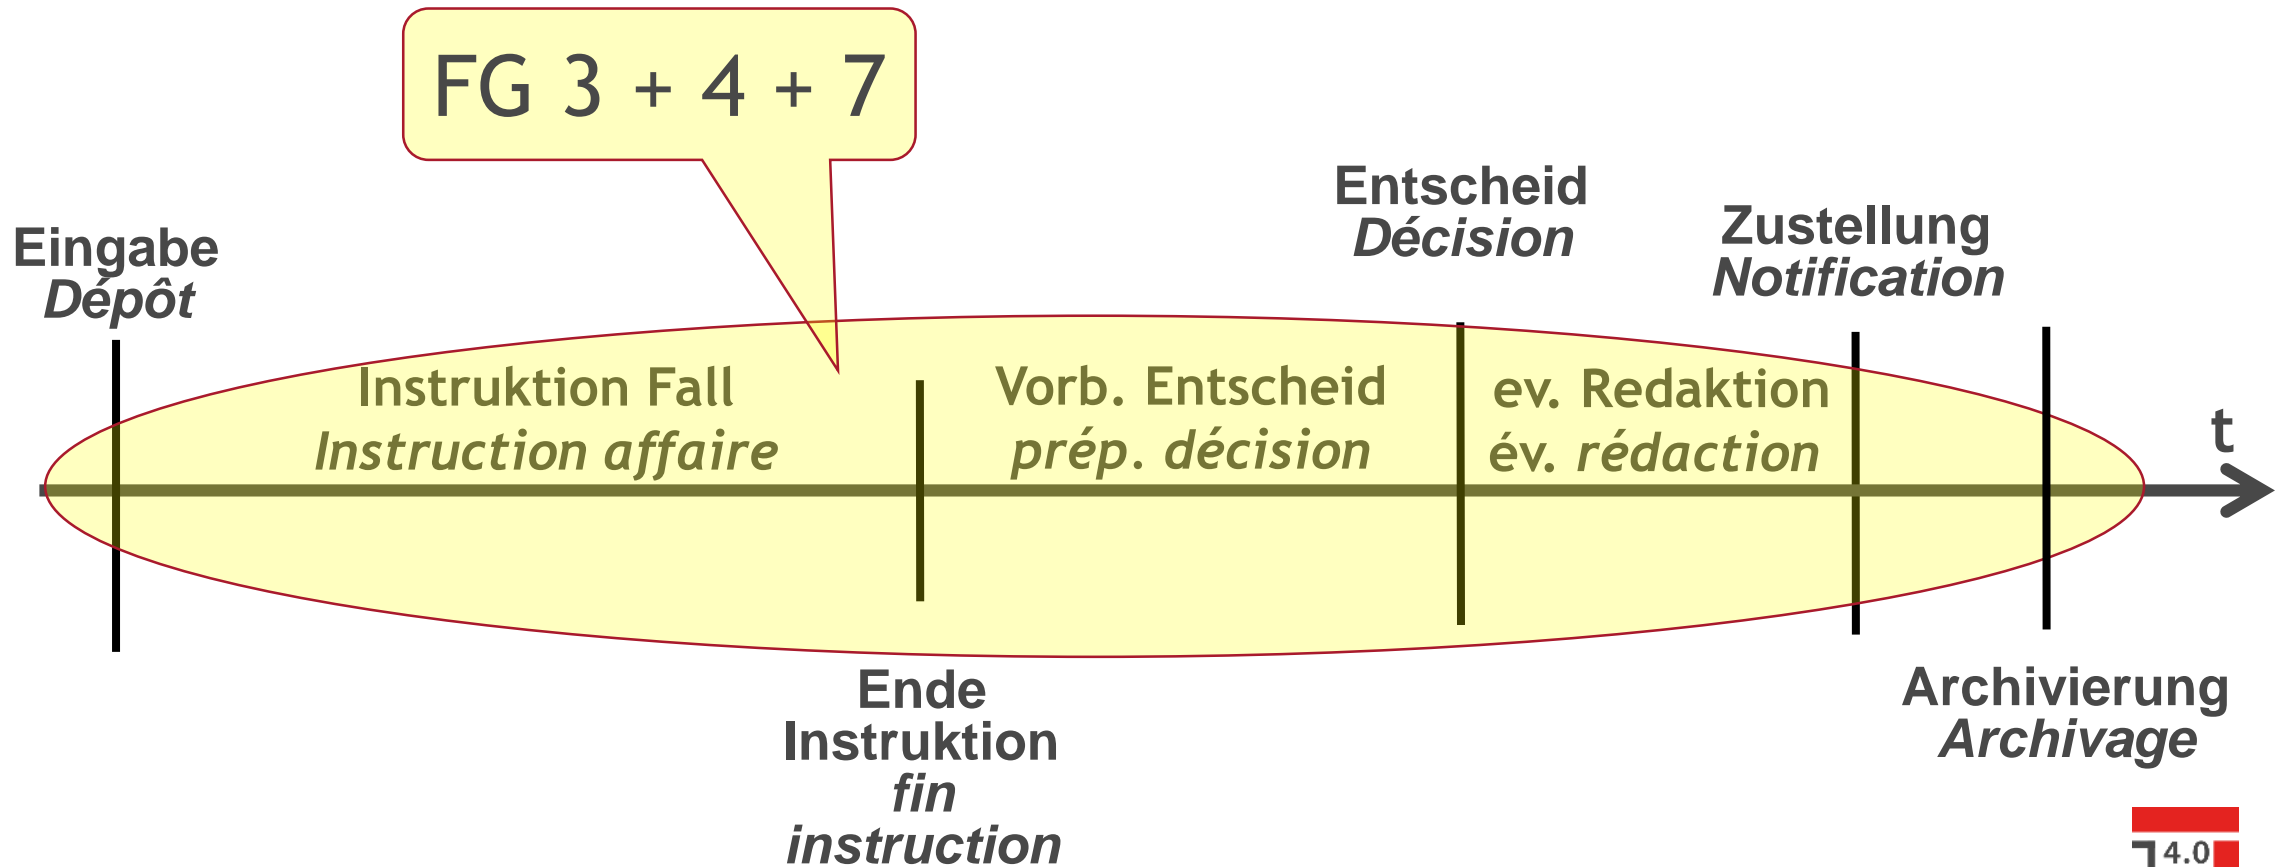 FG 3 + 4 + 7
Eingabe
Dépôt
Entscheid
Décision
Zustellung
Notification
Instruktion Fall
Instruction affaire
Vorb. Entscheid
prép. décision
ev. Redaktion
év. rédaction
t
Ende
Instruktion
fin
instruction
Archivierung
Archivage
4.0